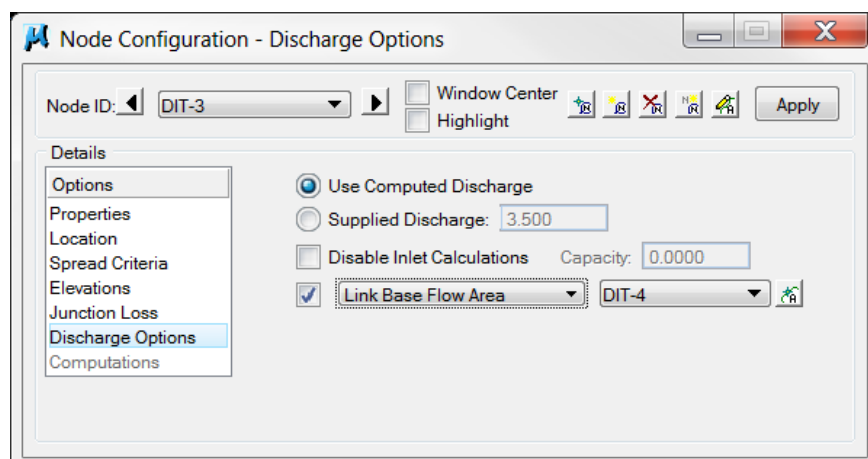 Node Configuration - Discharge Options
Node ID: DIT-3 Window Center Apply
Highlight
Details
Options
Properties
Location
Spread Criteria
Elevations
Junction Loss
Discharge Options
Computations
Use Computed Discharge
Supplied Discharge: 3.500
Disable Inlet Calculations Capacity: 0.0000
Link Base Flow Area DIT-4